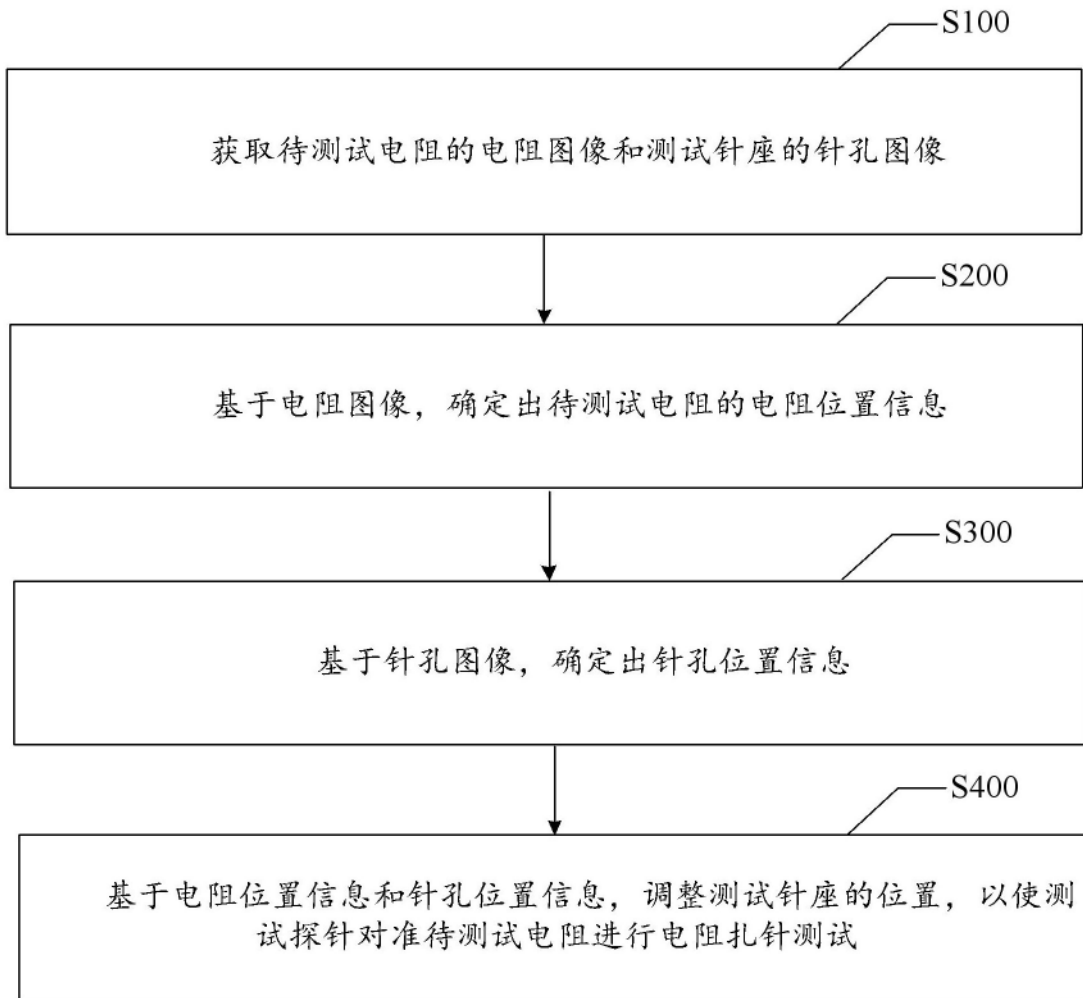 S100
获取待测试电阻的电阻图像和测试针座的针孔图像
S200
基于电阻图像，确定出待测试电阻的电阻位置信息
S300
基于针孔图像，确定出针孔位置信息
S400
基于电阻位置信息和针孔位置信息，调整测试针座的位置，以使测
试探针对准待测试电阻进行电阻扎针测试